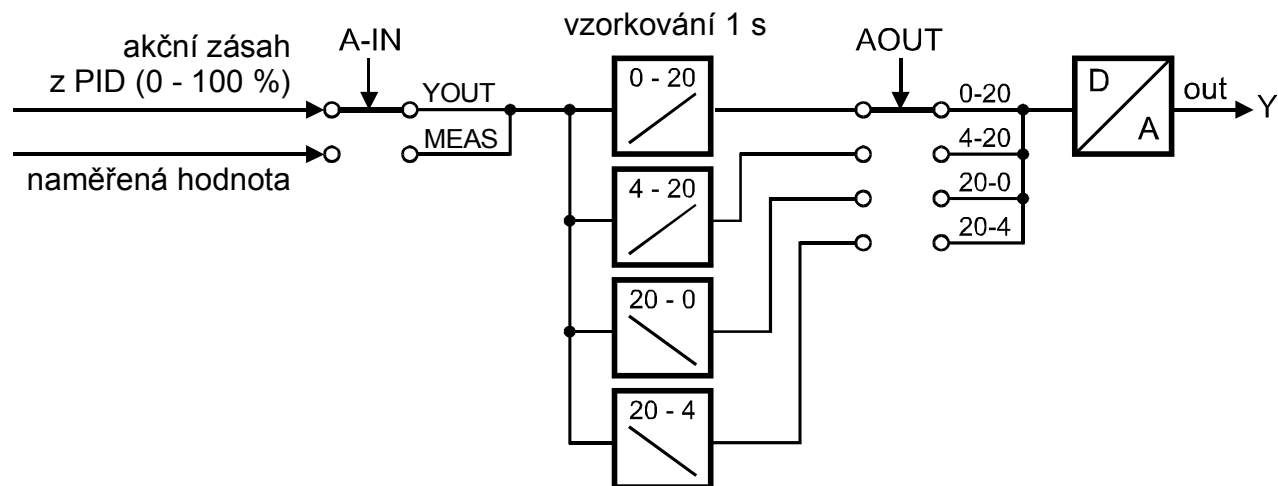 vzorkování 1 s
akční zásah
z PID (0 - 100 %)
A-IN
YOUT
MEAS
naměřená hodnota
0 - 20
4 - 20
20 - 0
20 - 4
AOUT
0-20
4-20
20-0
20-4
D
A
out
Y